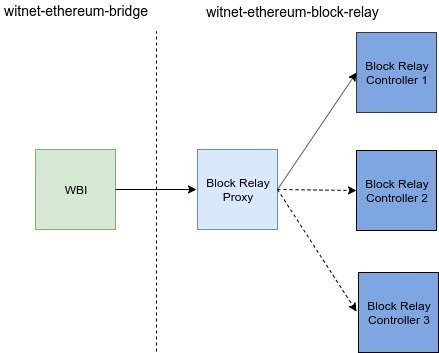 witnet-ethereum-bridge
witnet-ethereum-block-relay
WBI
Block Relay
Proxy
Block Relay
Controller 1
Block Relay
Controller 2
Block Relay
Controller 3